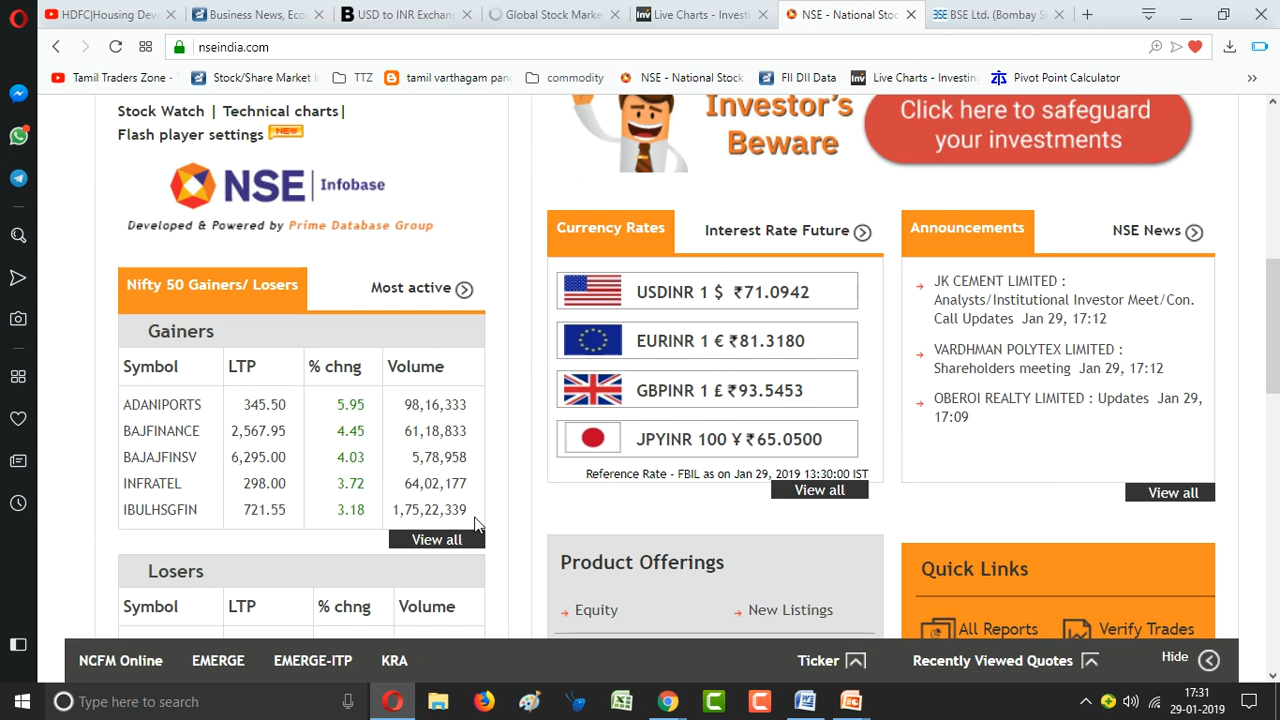 HDFC|Housing Dev
Business News, Eco
USD to INR Exchan
Global Stock Marke
Live Charts - Investi
NSE - National Stoc
BSE Ltd. (Bombay S
nseindia.com
Tamil Traders Zone -
Stock/Share Market I
TTZ
tamil varthagam pan
commodity
NSE - National Stock
FII DII Data
Live Charts - Investin
Pivot Point Calculator
Stock Watch | Technical charts|
Flash player settings NEW
NSE Infobase
Developed & Powered by Prime Database Group
Investor's
Beware
Click here to safeguard
your investments
Nifty 50 Gainers/ Losers
Most active
Gainers
Symbol LTP % chng Volume
ADANIPORTS 345.50 5.95 98,16,333
BAJFINANCE 2,567.95 4.45 61,18,833
BAJAJFINSV 6,295.00 4.03 5,78,958
INFRATEL 298.00 3.72 64,02,177
IBULHSGFIN 721.55 3.18 1,75,22,339
View all
Losers
Symbol LTP % chng Volume
Currency Rates
Interest Rate Future
USDINR 1 $ ₹71.0942
EURINR 1 € ₹81.3180
GBPINR 1 £ ₹93.5453
JPYINR 100 ¥ ₹65.0500
Reference Rate - FBIL as on Jan 29, 2019 13:30:00 IST
View all
Announcements
NSE News
JK CEMENT LIMITED :
Analysts/Institutional Investor Meet/Con.
Call Updates Jan 29, 17:12
VARDHMAN POLYTEX LIMITED :
Shareholders meeting Jan 29, 17:12
OBEROI REALTY LIMITED : Updates Jan 29,
17:09
View all
Product Offerings
Equity
New Listings
Quick Links
All Reports
Verify Trades
NCFM Online
EMERGE
EMERGE-ITP
KRA
Ticker
Recently Viewed Quotes
Hide
Type here to search
17:31
29-01-2019